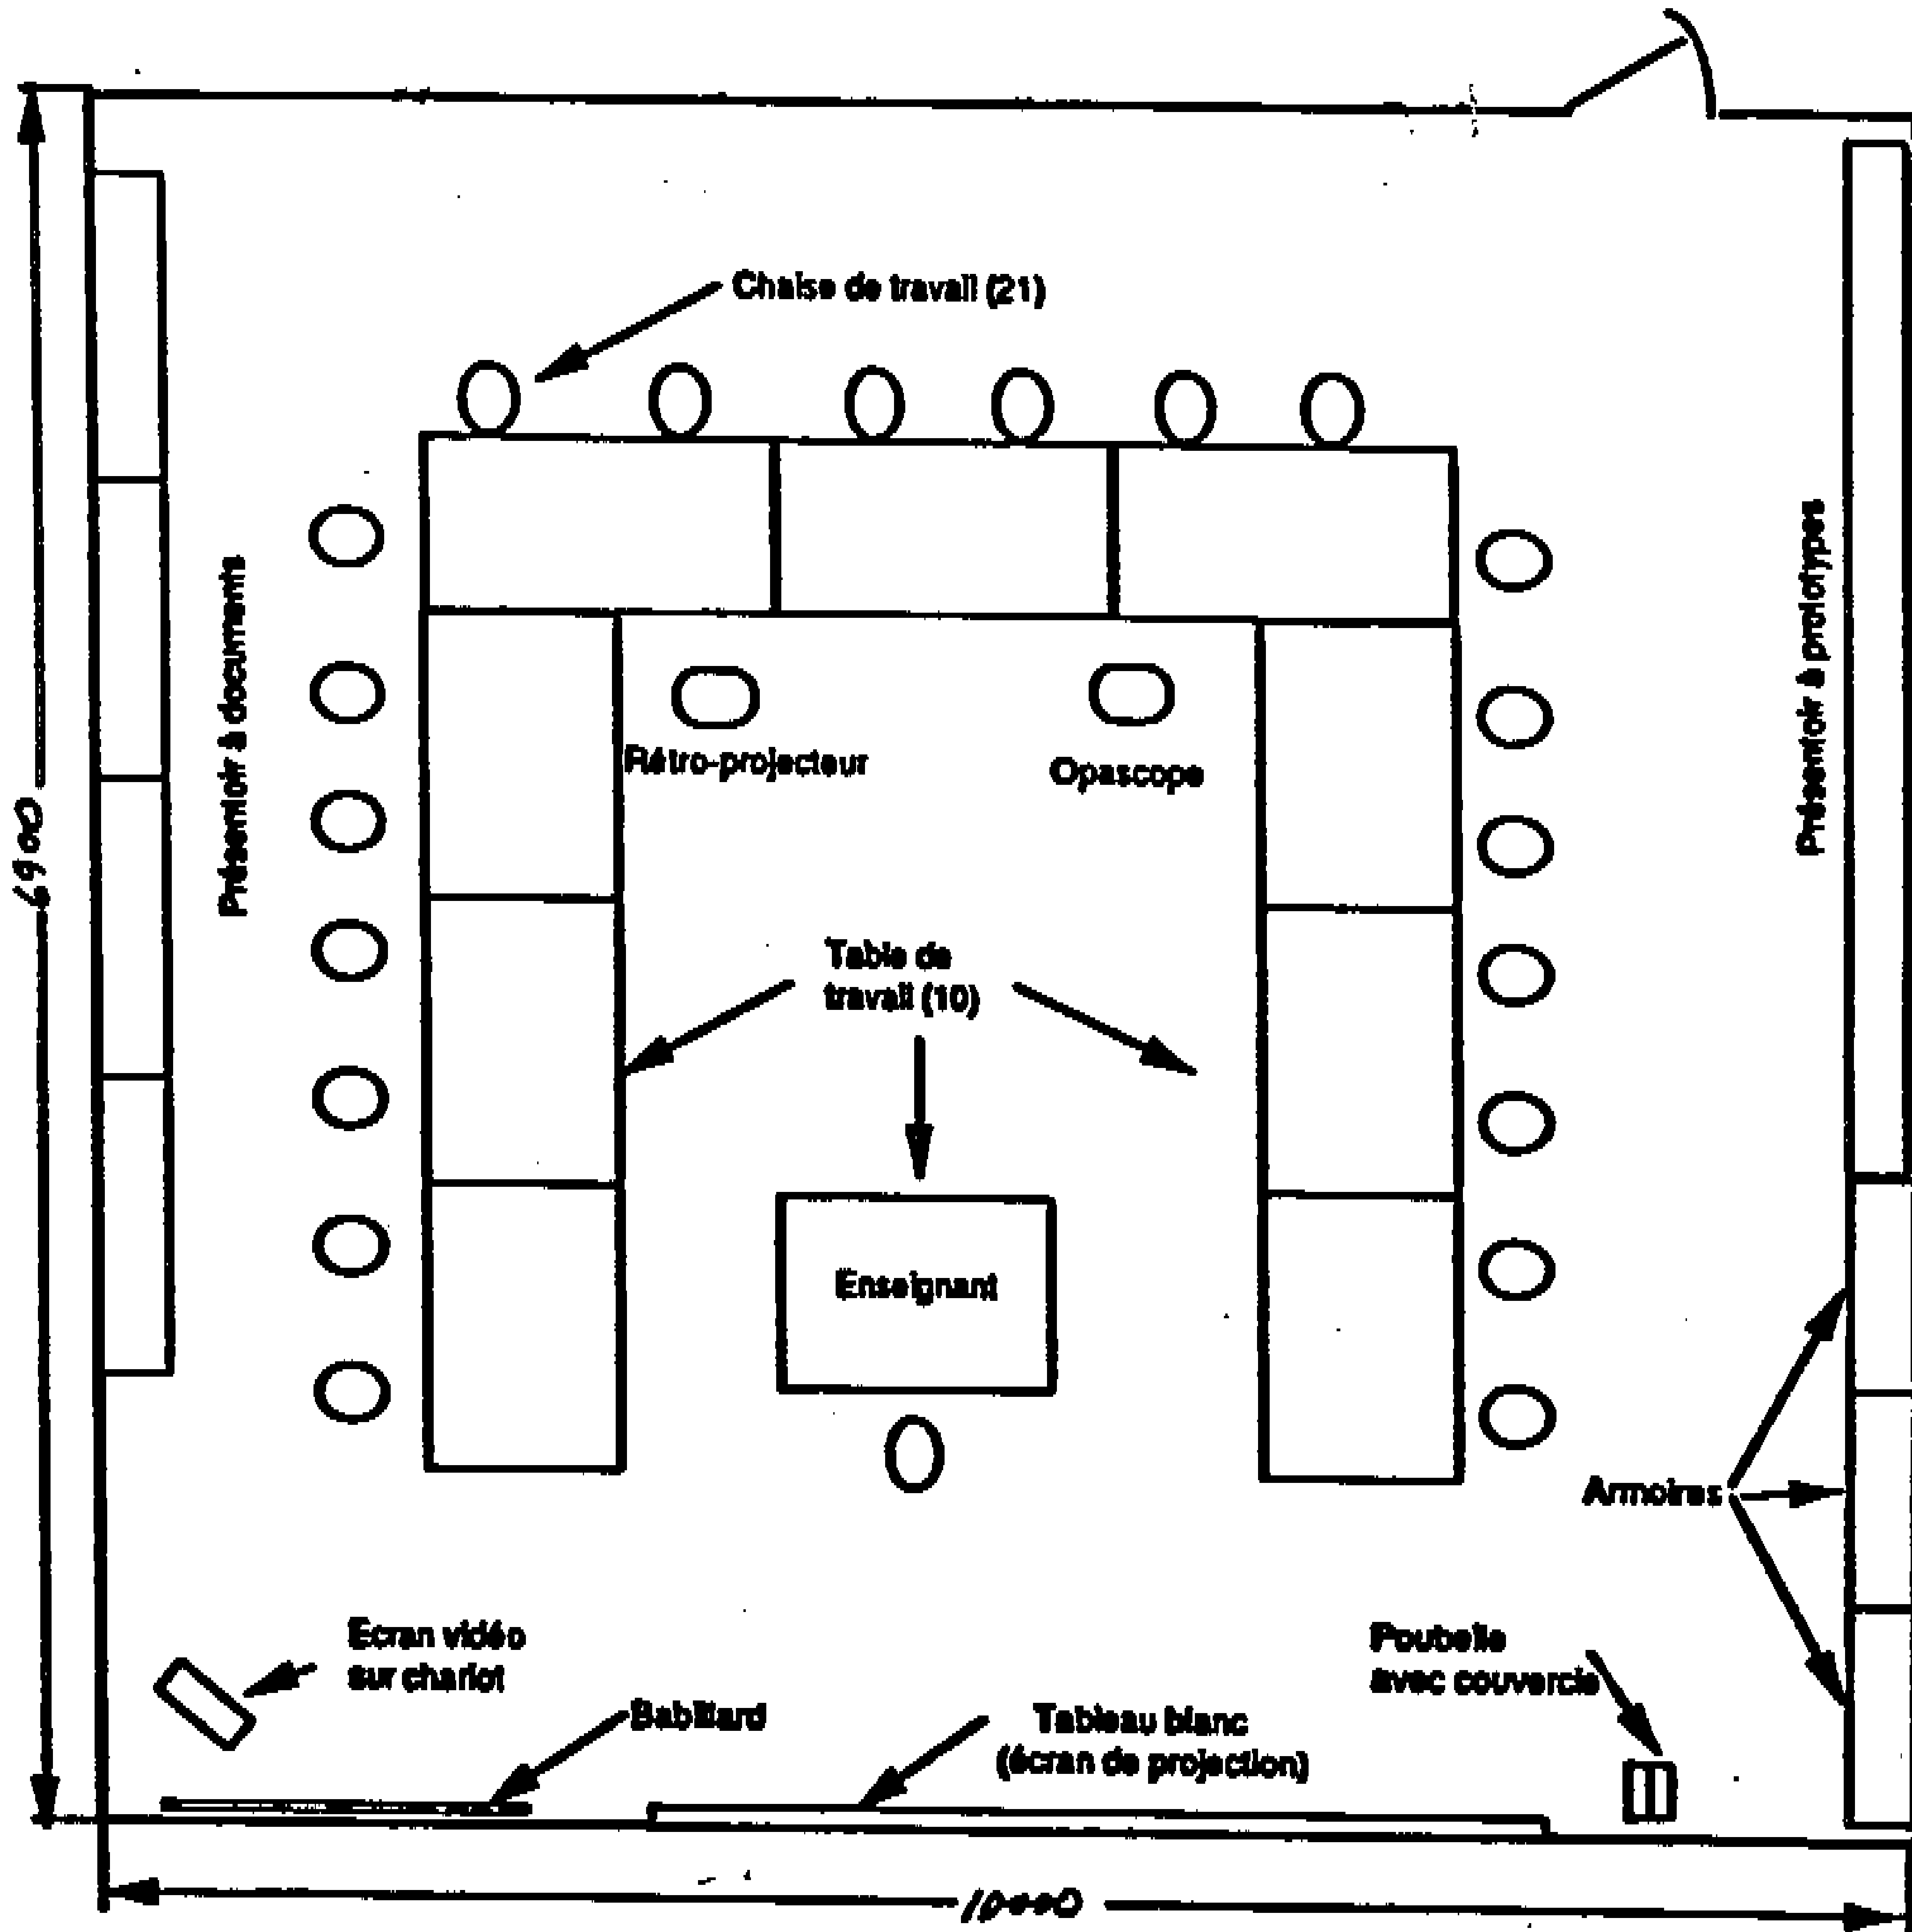 Chaise de travail (21)
Présentoir à documents
Présentoir à prototypes
Rétro-projecteur
Opascope
6900
Table de
travail (10)
Enseignant
Armoires
Ecran vidéo
sur chariot
Poubelle
avec couvercle
Babillard
Tableau blanc
(écran de projection)
10000